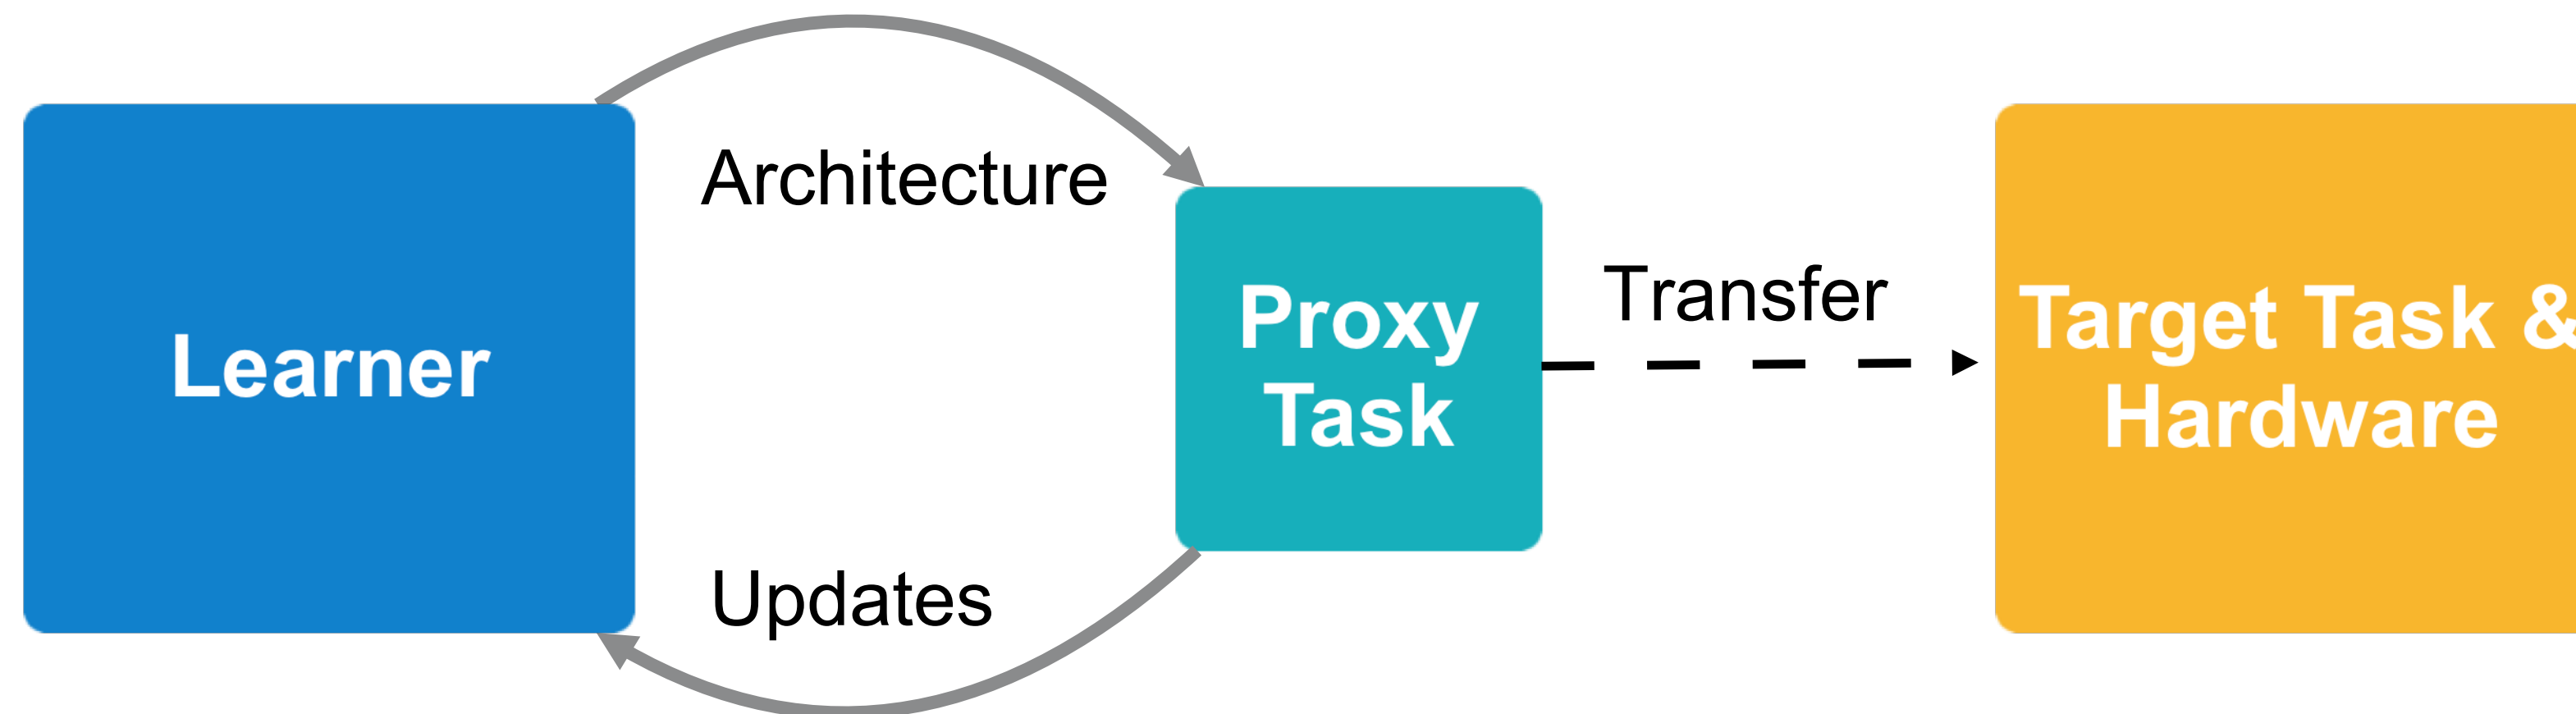 Architecture
Learner
Proxy
Task
Transfer
Target Task &
Hardware
Updates